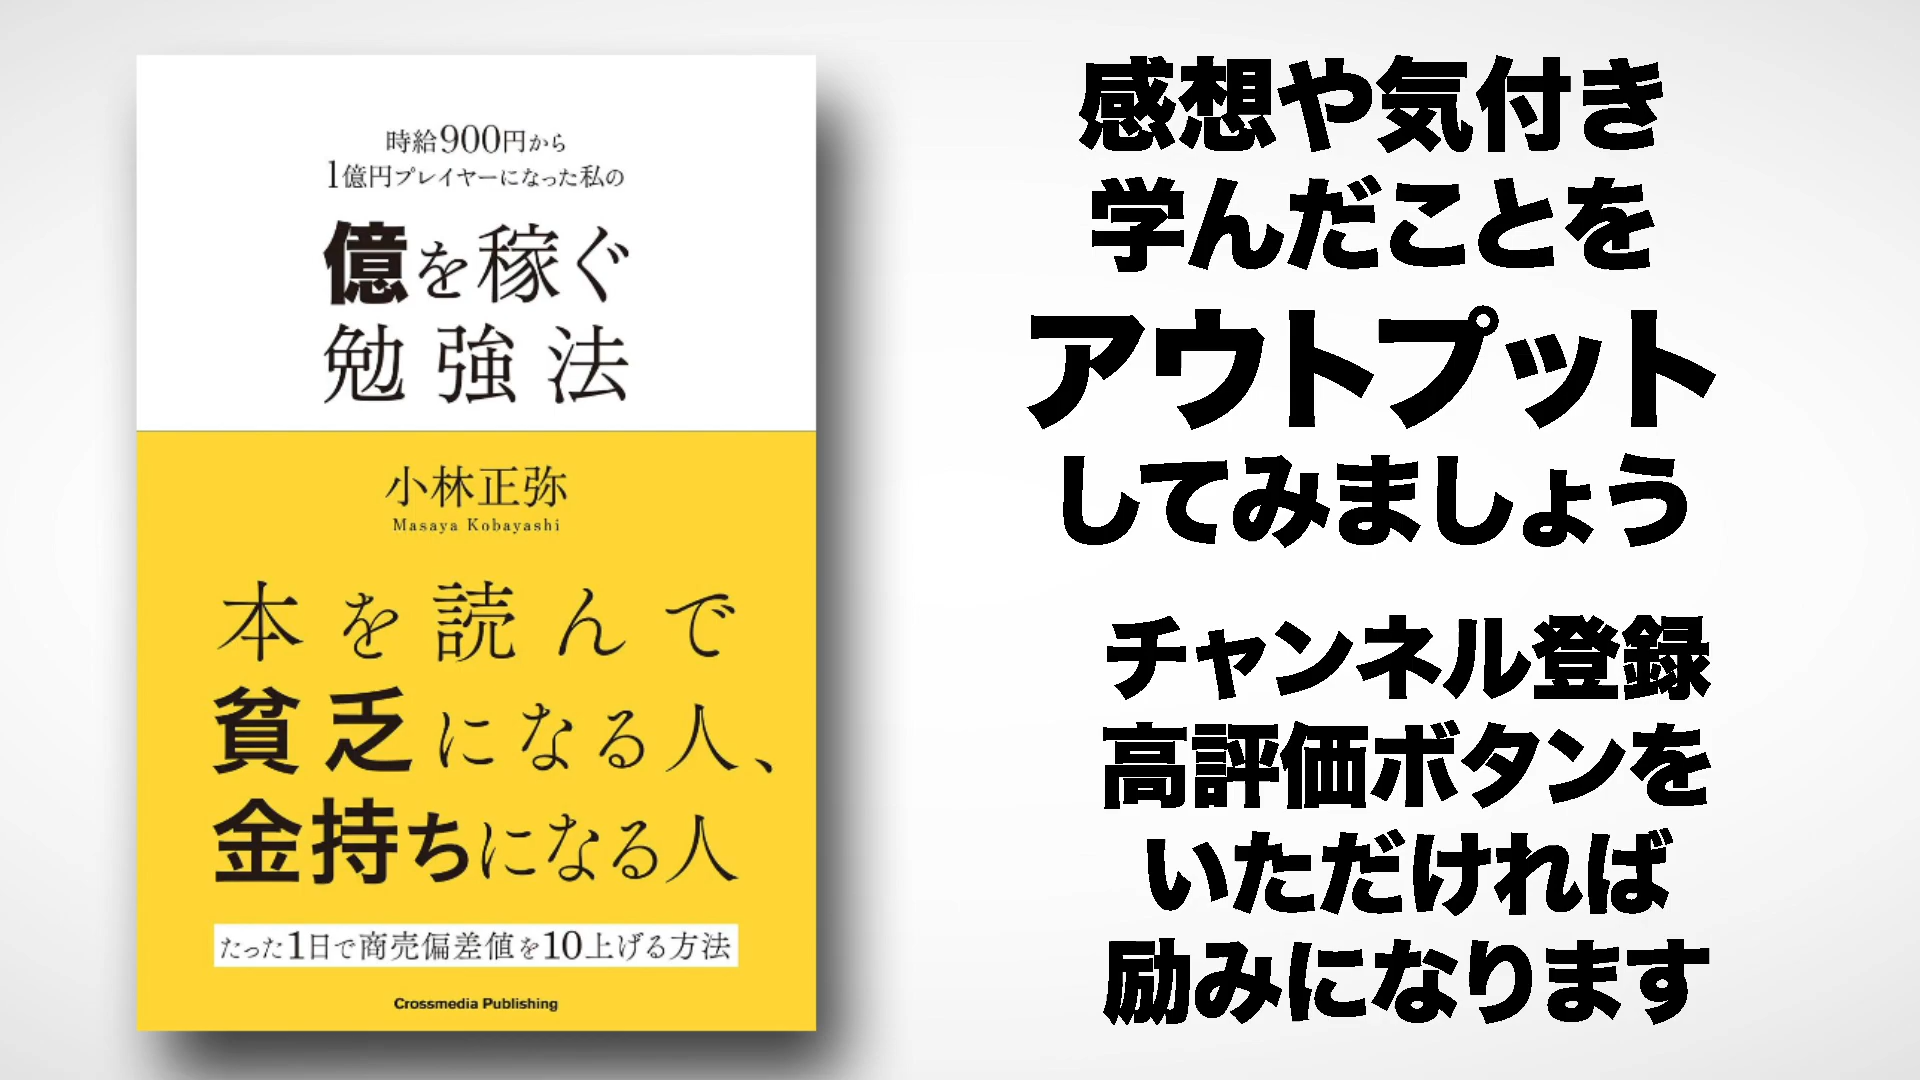 時給900円から
1億円プレイヤーになった私の
億を稼ぐ
勉強法
小林正弥
Masaya Kobayashi
本を読んで
貧乏になる人、
金持ちになる人
たった1日で商売偏差値を10上げる方法
Crossmedia Publishing
感想や気付き
学んだことを
アウトプット
してみましょう
チャンネル登録
高評価ボタンを
いただければ
励みになります